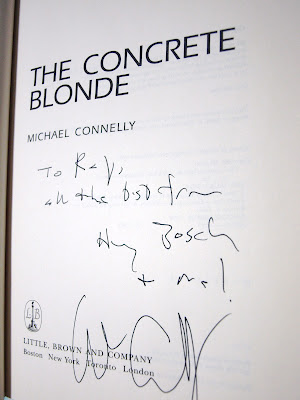 THE CONCRETE
BLONDE
MICHAEL CONNELLY
To Ray,
all the best from
Harry Bosch
+ me!
LB
LITTLE, BROWN AND COMPANY
Boston New York Toronto London